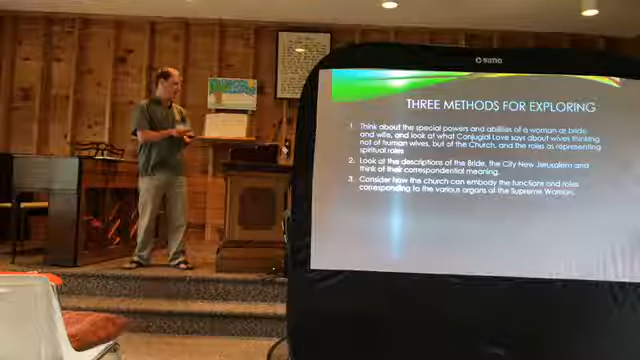 THREE METHODS FOR EXPLORING
1. Think about the special powers and abilities of a woman as bride
and wife, and look at what Conjugial Love says about wives thinking
not of human wives, but of the Church, and the roles as representing
spiritual roles
2. Look at the descriptions of the Bride, the City New Jerusalem and
think of their correspondential meaning.
3. Consider how the church can embody the functions and roles
corresponding to the various organs of the Supreme Woman.